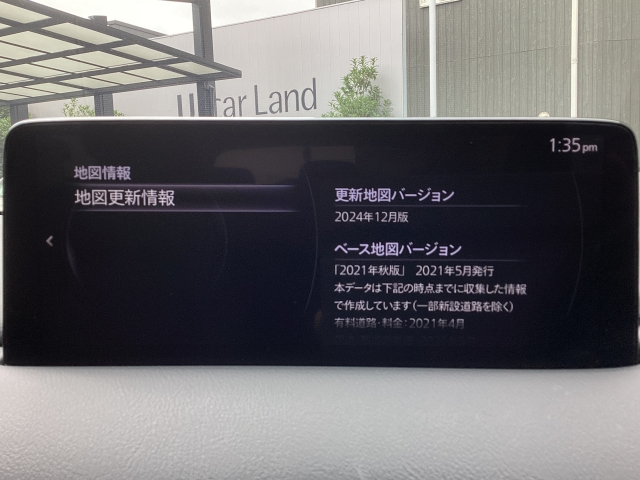 U-car Land
1:35pm
地図情報
地図更新情報
更新地図バージョン
2024年12月版
ベース地図バージョン
「2021年秋版」 2021年5月発行
本データは下記の時点までに収集した情報
で作成しています(一部新設道路を除く)
有料道路・料金:2021年4月